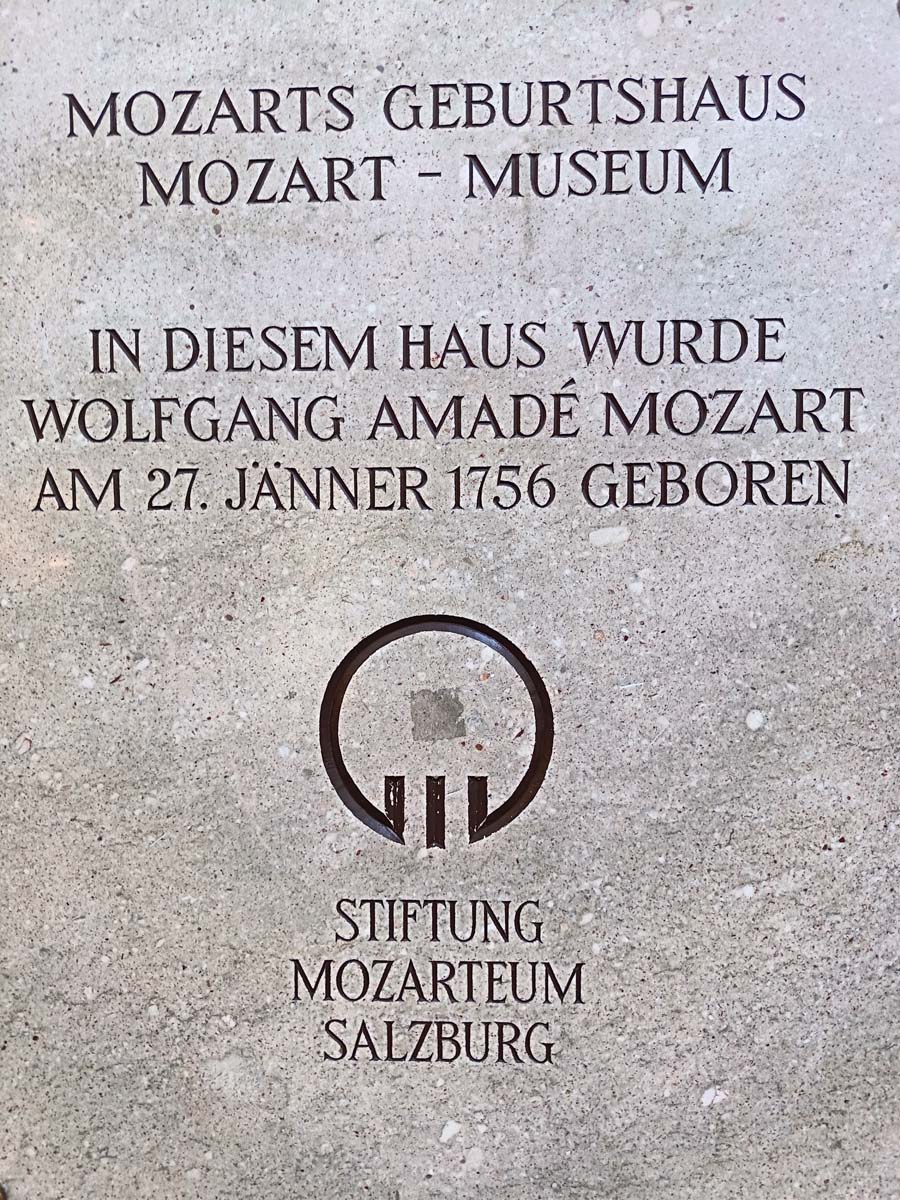 MOZARTS GEBURTSHAUS
MOZART - MUSEUM
IN DIESEM HAUS WURDE
WOLFGANG AMADÉ MOZART
AM 27. JÄNNER 1756 GEBOREN
STIFTUNG
MOZARTEUM
SALZBURG